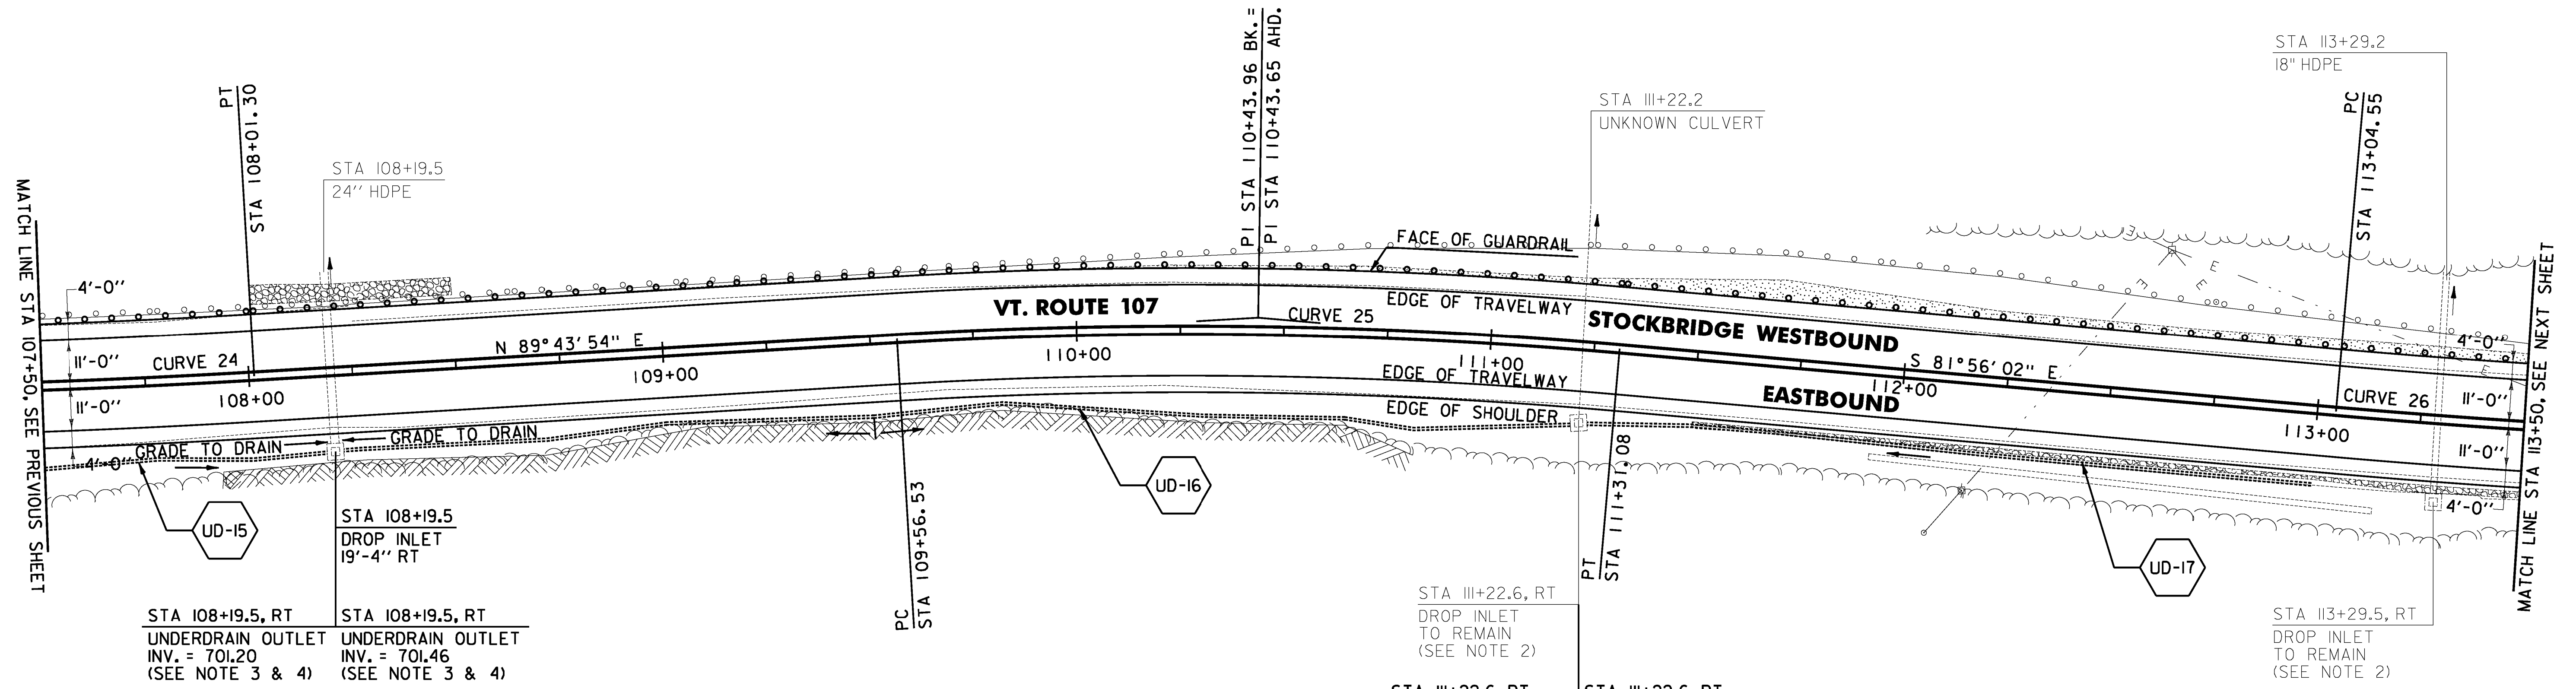 MATCH LINE STA 107+50, SEE PREVIOUS SHEET
4'-0"
11'-0"
11'-0"
4'-0"
PT
STA 108+01.30
STA 108+19.5
24" HDPE
CURVE 24
108+00
N 89°43'54" E
109+00
GRADE TO DRAIN
GRADE TO DRAIN
UD-15
STA 108+19.5
DROP INLET
19'-4" RT
STA 108+19.5, RT
UNDERDRAIN OUTLET
INV. = 701.20
(SEE NOTE 3 & 4)
STA 108+19.5, RT
UNDERDRAIN OUTLET
INV. = 701.46
(SEE NOTE 3 & 4)
PC
STA 109+56.53
VT. ROUTE 107
110+00
PI STA 110+43.96 BK.=
PI STA 110+43.65 AHD.
CURVE 25
FACE OF GUARDRAIL
EDGE OF TRAVELWAY
111+00
EDGE OF TRAVELWAY
EDGE OF SHOULDER
UD-16
STA 111+22.2
UNKNOWN CULVERT
STOCKBRIDGE WESTBOUND
EASTBOUND
S 81°56'02" E
112+00
PT
STA 111+31.08
STA 111+22.6, RT
DROP INLET
TO REMAIN
(SEE NOTE 2)
STA 111+22.6, RT
STA 111+22.6, RT
UD-17
E
E
E
E
E
PC
STA 113+04.55
STA 113+29.2
18" HDPE
CURVE 26
113+00
4'-0"
11'-0"
11'-0"
4'-0"
STA 113+29.5, RT
DROP INLET
TO REMAIN
(SEE NOTE 2)
MATCH LINE STA 113+50, SEE NEXT SHEET